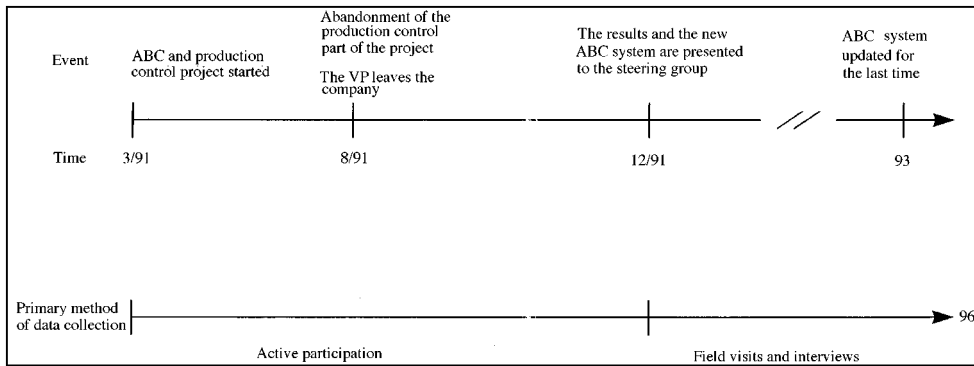 Event
ABC and production
control project started
Abandonment of the
production control
part of the project
The VP leaves the
company
The results and the new
ABC system are presented
to the steering group
ABC system
updated for
the last time
Time
3/91
8/91
12/91
93
Primary method
of data collection
96
Active participation
Field visits and interviews